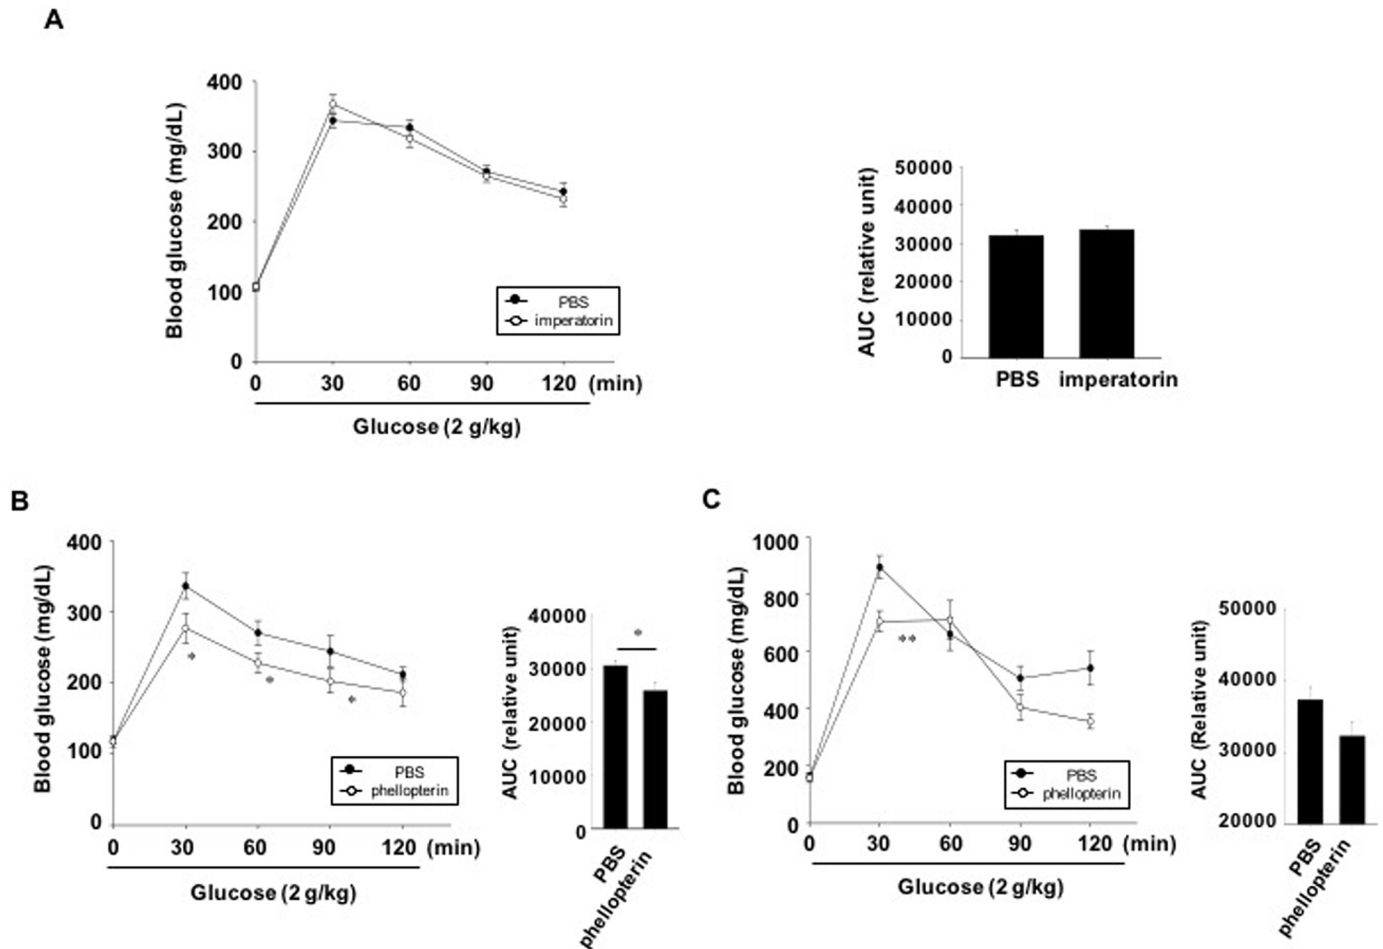 A
400
300
200
100
0
Blood glucose (mg/dL)
PBS
imperatorin
0 30 60 90 120 (min)
Glucose (2 g/kg)
50000
40000
30000
20000
10000
0
AUC (relative unit)
PBS imperatorin
B
400
300
200
100
0
Blood glucose (mg/dL)
*
*
*
PBS
phellopterin
0 30 60 90 120 (min)
Glucose (2 g/kg)
40000
30000
20000
10000
0
AUC (relative unit)
*
PBS
phellopterin
C
1000
800
600
400
200
0
Blood glucose (mg/dL)
**
PBS
phellopterin
0 30 60 90 120 (min)
Glucose (2 g/kg)
50000
40000
30000
20000
AUC (Relative unit)
PBS
phellopterin